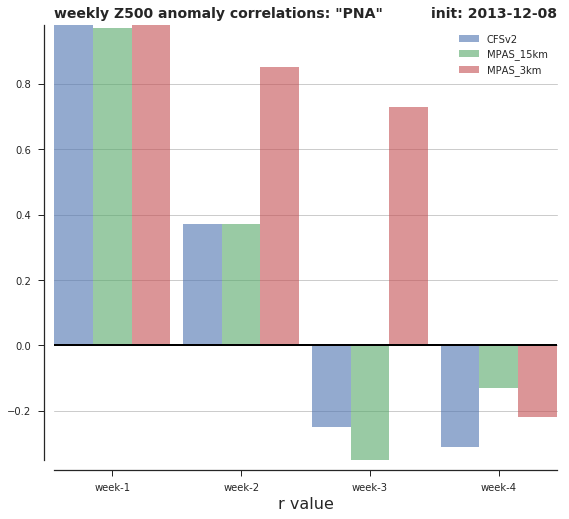 weekly Z500 anomaly correlations: "PNA" init: 2013-12-08
CFSv2
MPAS_15km
MPAS_3km
0.8
0.6
0.4
0.2
0.0
−0.2
week-1 week-2 week-3 week-4
r value